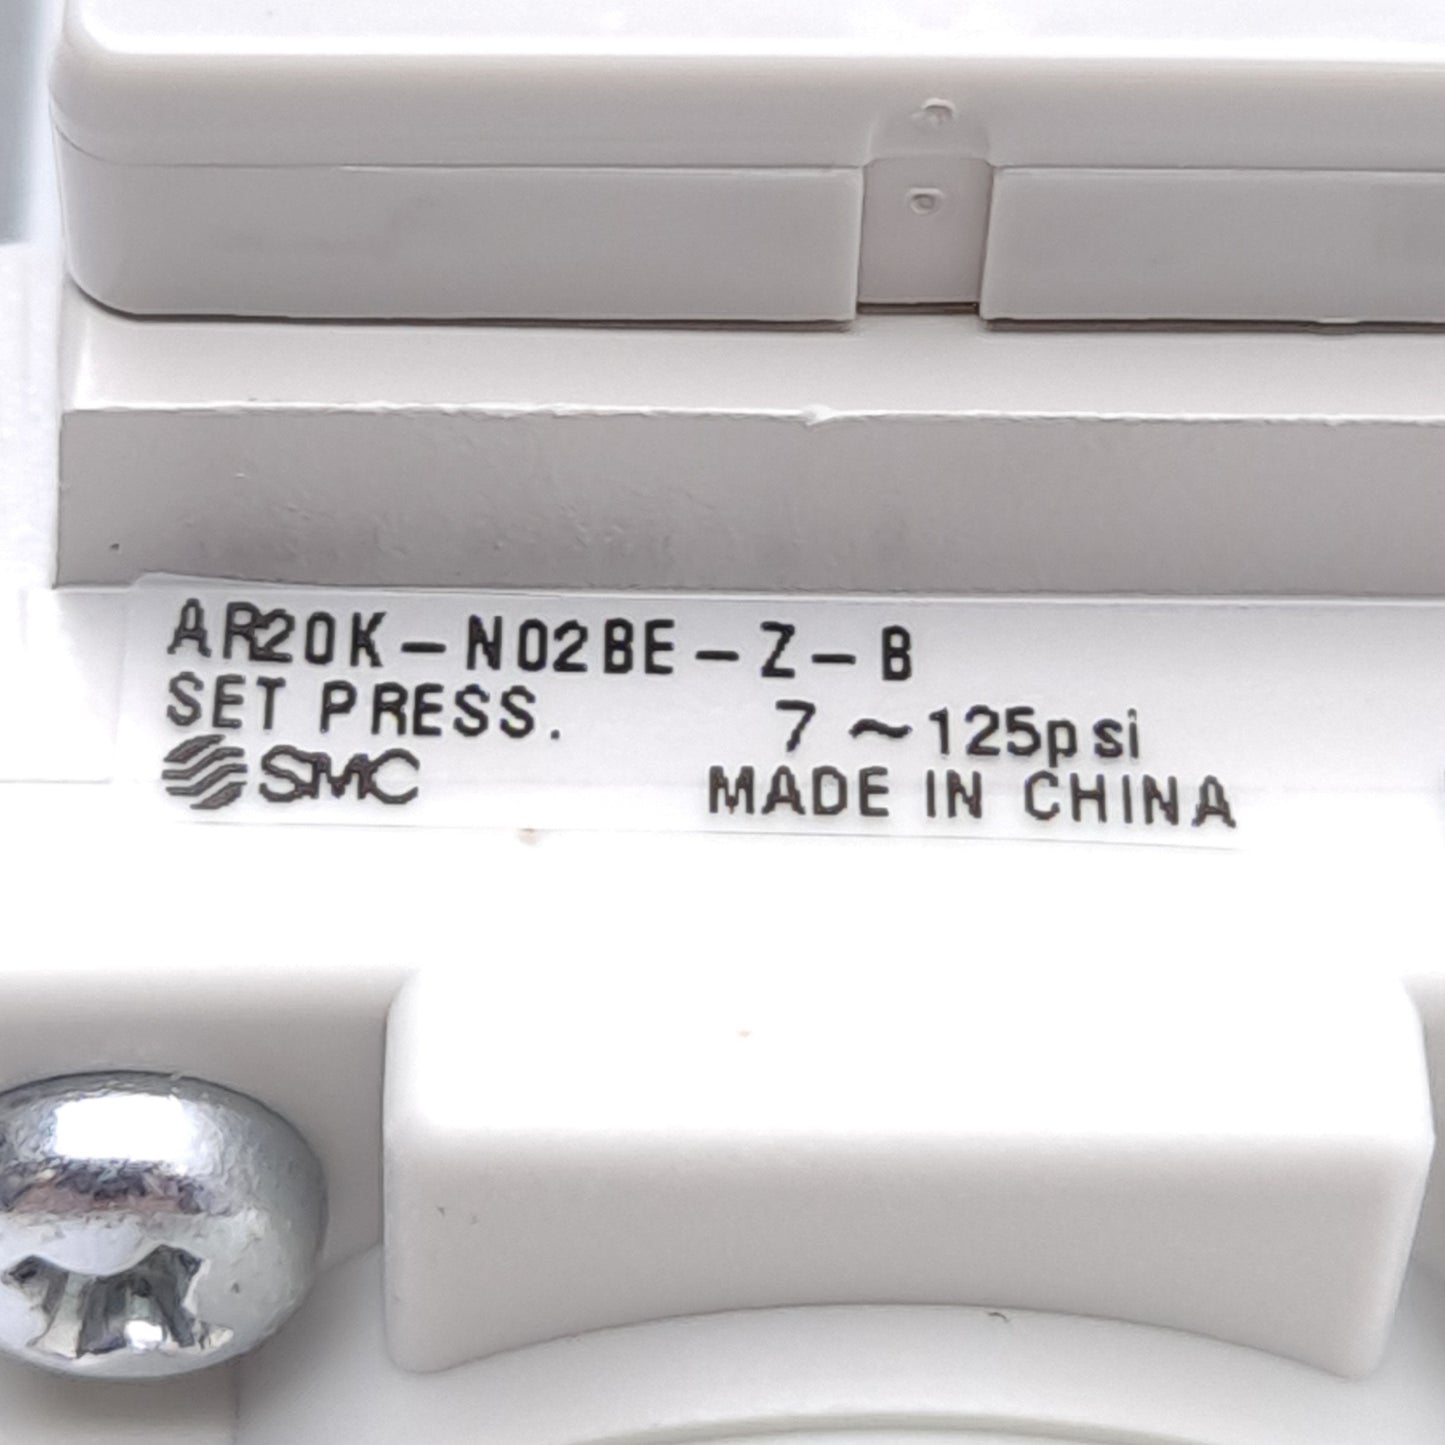 AR20K-N02BE-Z-B
SET PRESS. 7~125psi
SMC MADE IN CHINA